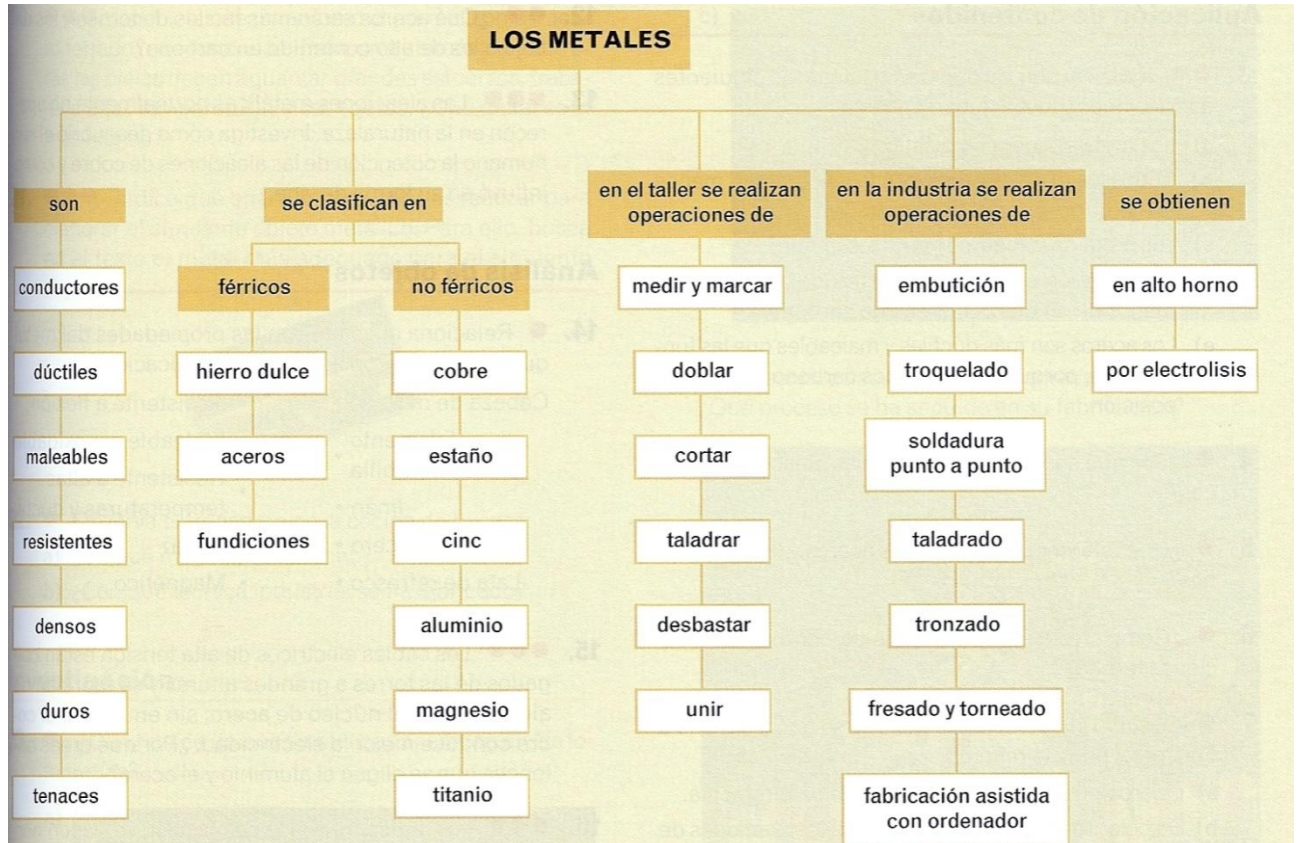 LOS METALES
son
conductores
dúctiles
maleables
resistentes
densos
duros
tenaces
se clasifican en
férricos
hierro dulce
aceros
fundiciones
no férricos
cobre
estaño
cinc
aluminio
magnesio
titanio
en el taller se realizan
operaciones de
medir y marcar
doblar
cortar
taladrar
desbastar
unir
en la industria se realizan
operaciones de
embutición
troquelado
soldadura
punto a punto
taladrado
tronzado
fresado y torneado
fabricación asistida
con ordenador
se obtienen
en alto horno
por electrolisis